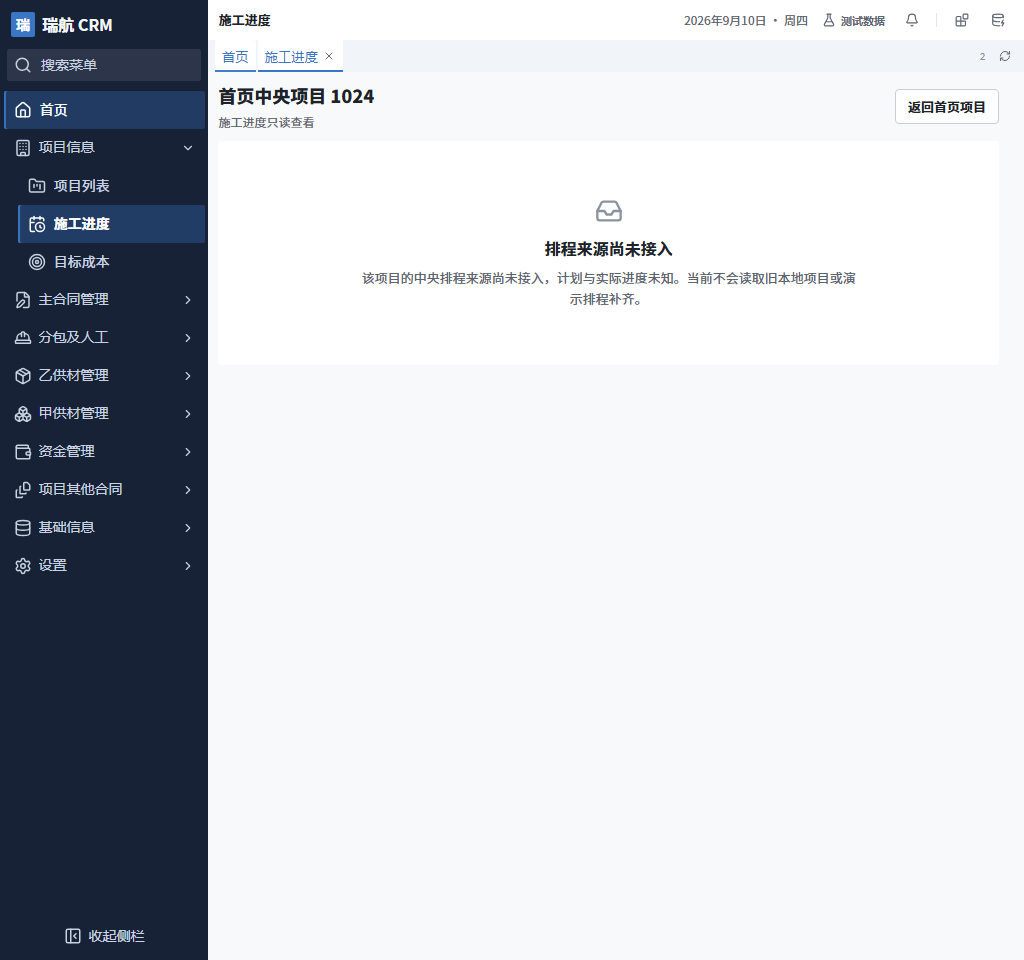 瑞 瑞航 CRM
搜索菜单
首页
项目信息
项目列表
施工进度
目标成本
主合同管理
分包及人工
乙供材管理
甲供材管理
资金管理
项目其他合同
基础信息
设置
收起侧栏
施工进度
2026年9月10日 · 周四 测试数据
首页 施工进度 × 2
首页中央项目 1024
施工进度只读查看
返回首页项目
排程来源尚未接入
该项目的中央排程来源尚未接入，计划与实际进度未知。当前不会读取旧本地项目或演
示排程补齐。